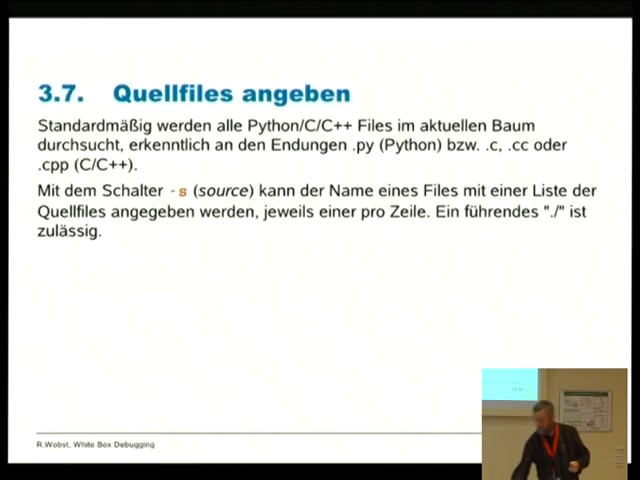 3.7. Quellfiles angeben
Standardmäßig werden alle Python/C/C++ Files im aktuellen Baum
durchsucht, erkenntlich an den Endungen .py (Python) bzw. .c, .cc oder
.cpp (C/C++).
Mit dem Schalter -s (source) kann der Name eines Files mit einer Liste der
Quellfiles angegeben werden, jeweils einer pro Zeile. Ein führendes "./" ist
zulässig.
R.Wobst, White Box Debugging